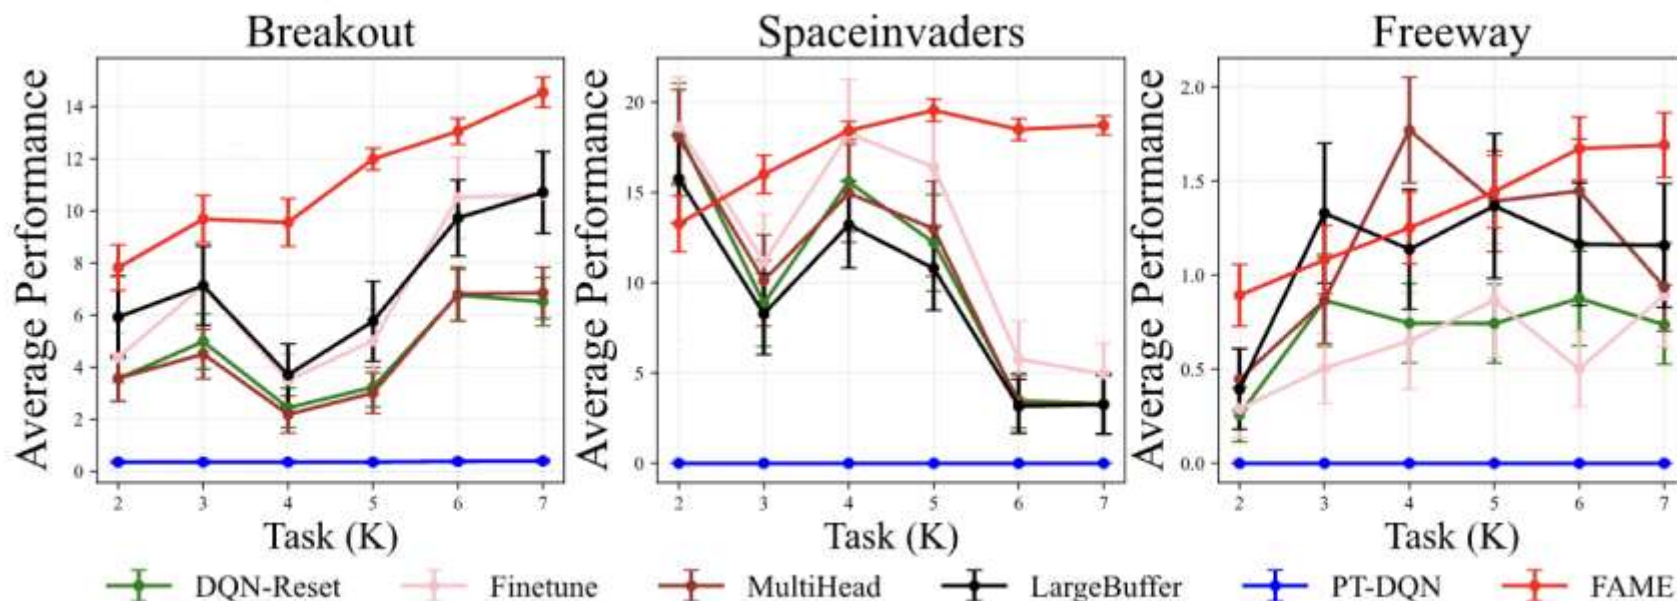 Breakout Spaceinvaders Freeway
Average Performance
14
12
10
8
6
4
2
0
2 3 4 5 6 7
Task (K)
Average Performance
20
15
10
5
0
2 3 4 5 6 7
Task (K)
Average Performance
2.0
1.5
1.0
0.5
0.0
2 3 4 5 6 7
Task (K)
DQN-Reset Finetune MultiHead LargeBuffer PT-DQN FAME